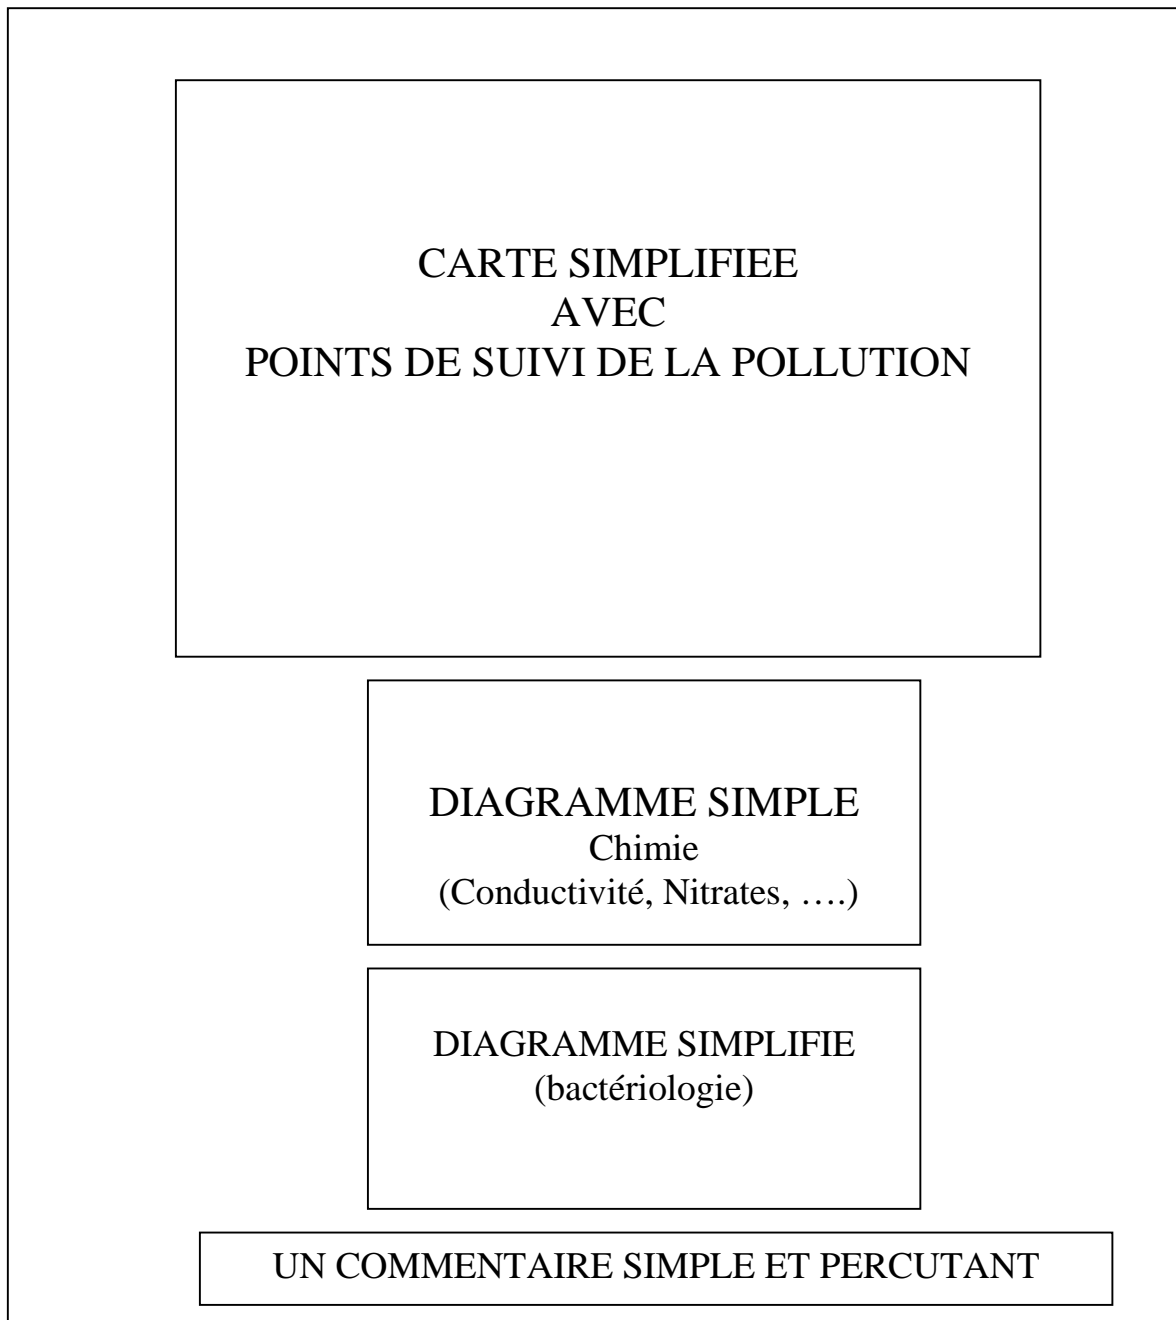 CARTE SIMPLIFIEE
AVEC
POINTS DE SUIVI DE LA POLLUTION
DIAGRAMME SIMPLE
Chimie
(Conductivité, Nitrates, ….)
DIAGRAMME SIMPLIFIE
(bactériologie)
UN COMMENTAIRE SIMPLE ET PERCUTANT